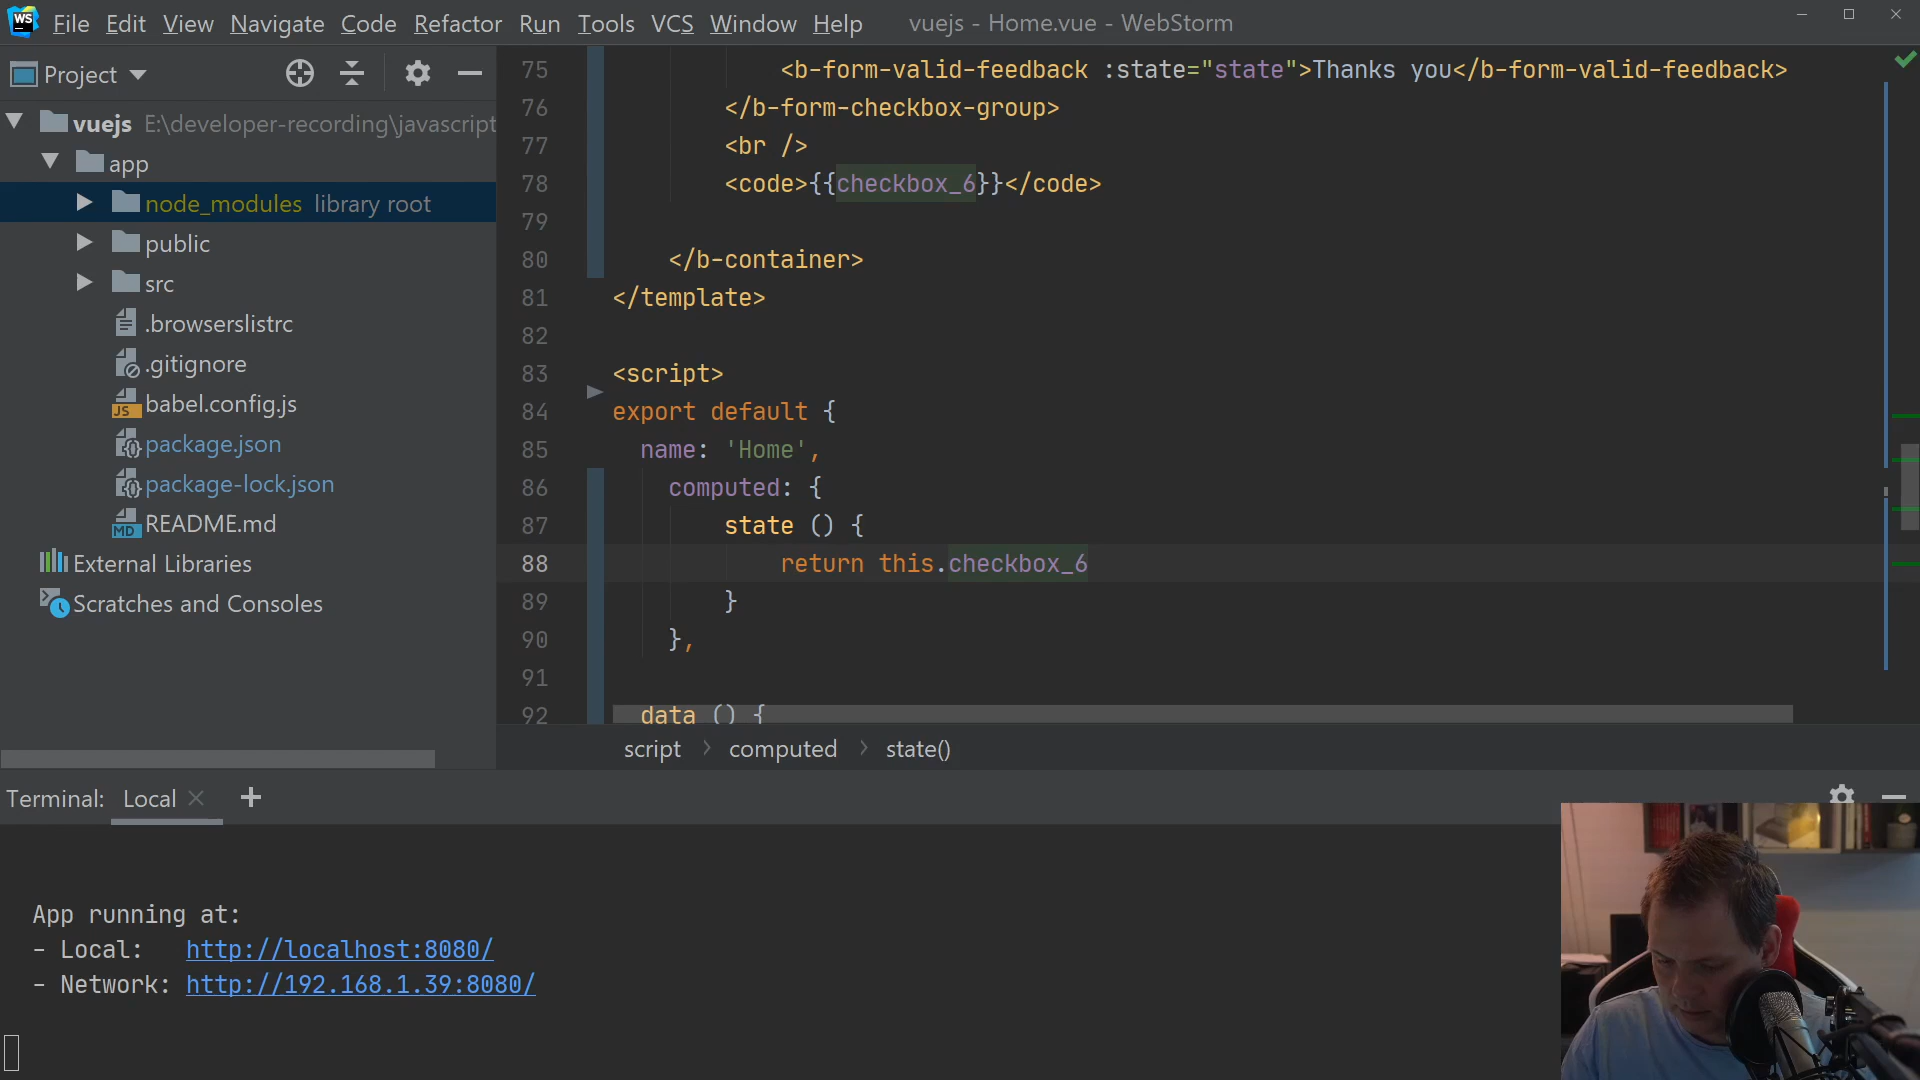 WS File Edit View Navigate Code Refactor Run Tools VCS Window Help vuejs - Home.vue - WebStorm
Project
vuejs E:\developer-recording\javascript
app
node_modules library root
public
src
.browserslistrc
.gitignore
JS babel.config.js
package.json
package-lock.json
MD README.md
External Libraries
Scratches and Consoles
75 <b-form-valid-feedback :state="state">Thanks you</b-form-valid-feedback>
76 </b-form-checkbox-group>
77 <br />
78 <code>{{checkbox_6}}</code>
79
80 </b-container>
81 </template>
82
83 <script>
84 export default {
85 name: 'Home',
86 computed: {
87 state () {
88 return this.checkbox_6
89 }
90 },
91
92 data () {
script > computed > state()
Terminal: Local
App running at:
- Local: http://localhost:8080/
- Network: http://192.168.1.39:8080/